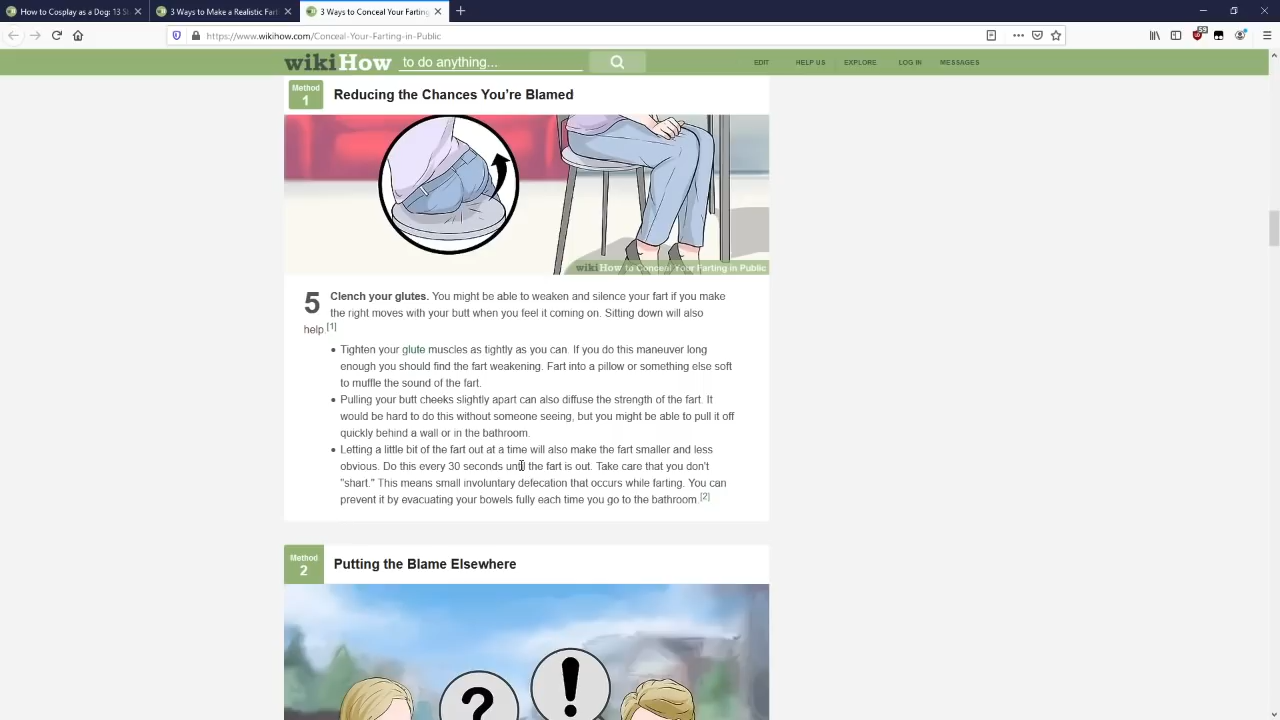 How to Cosplay as a Dog: 13 St
3 Ways to Make a Realistic Fart
3 Ways to Conceal Your Farting
https://www.wikihow.com/Conceal-Your-Farting-in-Public
wikiHow to do anything...
EDIT HELP US EXPLORE LOG IN MESSAGES
Method
1
Reducing the Chances You're Blamed
wikiHow to Conceal Your Farting in Public
5 Clench your glutes. You might be able to weaken and silence your fart if you make
the right moves with your butt when you feel it coming on. Sitting down will also
help.[1]
• Tighten your glute muscles as tightly as you can. If you do this maneuver long
enough you should find the fart weakening. Fart into a pillow or something else soft
to muffle the sound of the fart.
• Pulling your butt cheeks slightly apart can also diffuse the strength of the fart. It
would be hard to do this without someone seeing, but you might be able to pull it off
quickly behind a wall or in the bathroom.
• Letting a little bit of the fart out at a time will also make the fart smaller and less
obvious. Do this every 30 seconds until the fart is out. Take care that you don't
"shart." This means small involuntary defecation that occurs while farting. You can
prevent it by evacuating your bowels fully each time you go to the bathroom.[2]
Method
2
Putting the Blame Elsewhere
? !